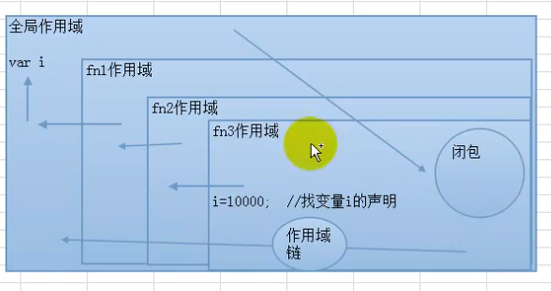 全局作用域
var i
fn1作用域
fn2作用域
fn3作用域
闭包
i=10000;  //找变量i的声明
作用域
链